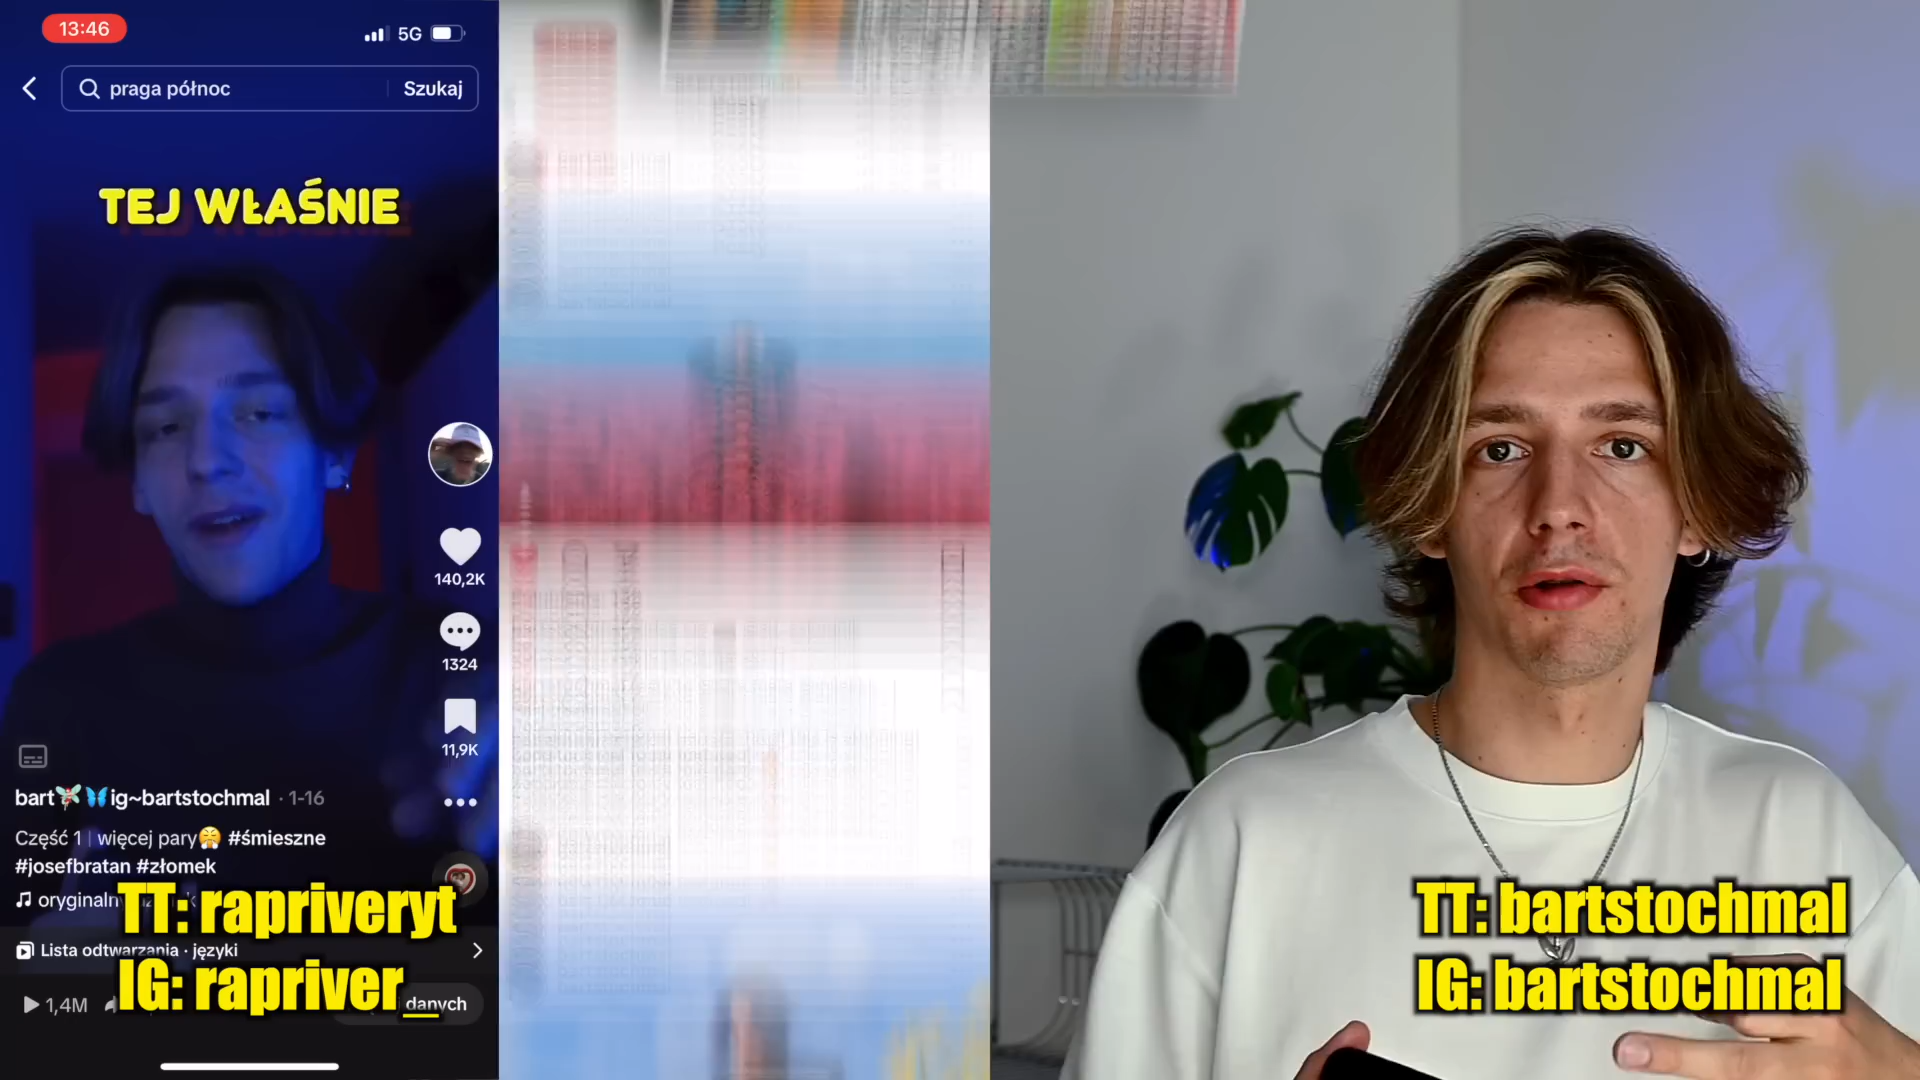 13:46
5G
praga północ
Szukaj
TEJ WŁAŚNIE
140,2K
1324
11,9K
bart🧚🦋ig~bartstochmal · 1-16
Część 1 | więcej pary😤 #śmieszne
#josefbratan #złomek
oryginaln
TT: rapriveryt
Lista odtwarzania · języki
IG: rapriver_
1,4M
danych
TT: bartstochmal
IG: bartstochmal